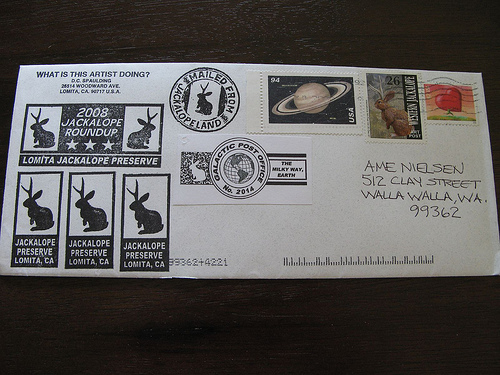 WHAT IS THIS ARTIST DOING?
D.C. SPAULDING
26514 WOODWARD AVE.
LOMITA, CA. 90717 U.S.A.
2008
JACKALOPE
ROUNDUP
LOMITA JACKALOPE PRESERVE
JACKALOPE
PRESERVE
LOMITA, CA
JACKALOPE
PRESERVE
LOMITA, CA
JACKALOPE
PRESERVE
LOMITA, CA
MAILED FROM
JACKALOPELAND
94
USA
WESTERN JACKALOPE
POST
GALACTIC POST OFFICE
No. 2014
THE
MILKY WAY,
EARTH
AME NIELSEN
512 CLAY STREET
WALLA WALLA, WA.
99362
99362+4221